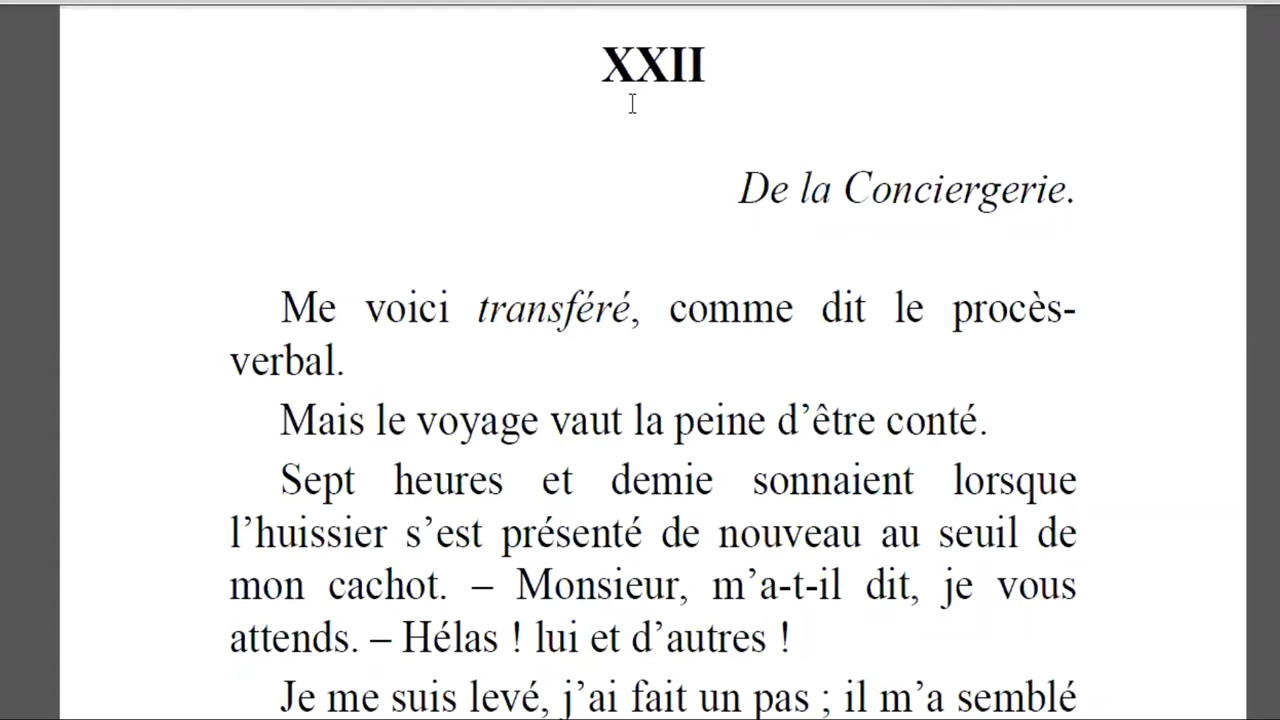 XXII
De la Conciergerie.
Me voici transféré, comme dit le procès-
verbal.
Mais le voyage vaut la peine d’être conté.
Sept heures et demie sonnaient lorsque
l’huissier s’est présenté de nouveau au seuil de
mon cachot. – Monsieur, m’a-t-il dit, je vous
attends. – Hélas ! lui et d’autres !
Je me suis levé, j’ai fait un pas ; il m’a semblé